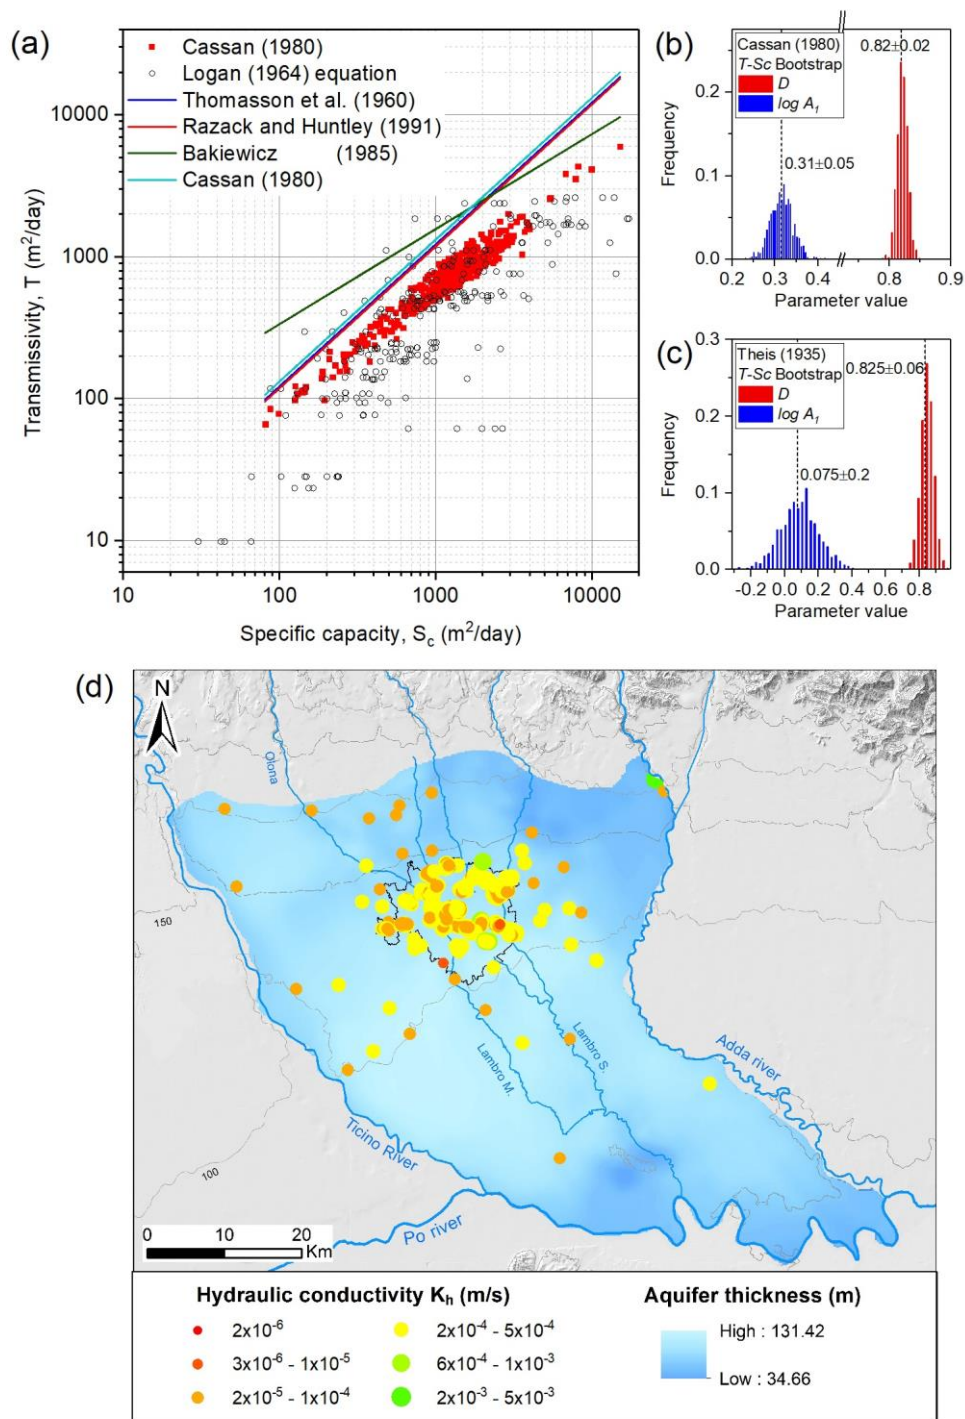 (a)
Cassan (1980)
Logan (1964) equation
Thomasson et al. (1960)
Razack and Huntley (1991)
Bakiewicz (1985)
Cassan (1980)
10000
1000
100
10
Transmissivity, T (m²/day)
10 100 1000 10000
Specific capacity, Sc (m²/day)
(b)
Cassan (1980)
T-Sc Bootstrap
D
log A₁
0.82±0.02
0.31±0.05
0.2
0.1
0.0
Frequency
0.2 0.3 0.4 0.8 0.9
Parameter value
(c)
0.3
Theis (1935)
T-Sc Bootstrap
D
log A₁
0.825±0.06
0.075±0.2
0.2
0.1
0.0
Frequency
-0.2 0.0 0.2 0.4 0.6 0.8
Parameter value
(d)
N
Olona
150
Lambro S.
Lambro M.
Adda river
Ticino River
100
Po river
0 10 20
Km
Hydraulic conductivity Kh (m/s)
2x10⁻⁶
3x10⁻⁶ - 1x10⁻⁵
2x10⁻⁵ - 1x10⁻⁴
2x10⁻⁴ - 5x10⁻⁴
6x10⁻⁴ - 1x10⁻³
2x10⁻³ - 5x10⁻³
Aquifer thickness (m)
High : 131.42
Low : 34.66